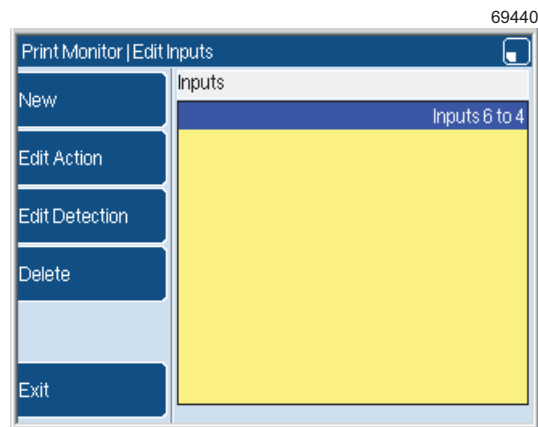 69440
Print Monitor | Edit Inputs
Inputs
New
Inputs 6 to 4
Edit Action
Edit Detection
Delete
Exit